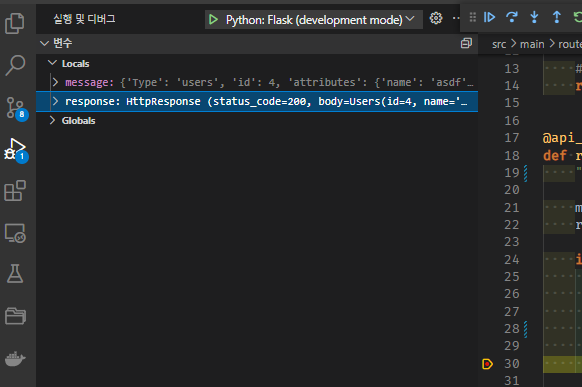 실행 및 디버그
Python: Flask (development mode)
변수
Locals
message: {'Type': 'users', 'id': 4, 'attributes': {'name': 'asdf'…
response: HttpResponse (status_code=200, body=Users(id=4, name='…
Globals
8
1
src > main > route
13 #
14 r
15
16
17 @api_
18 def r
19 "
20
21 m
22 r
23
24 i
25
26
27
28
29
30
31